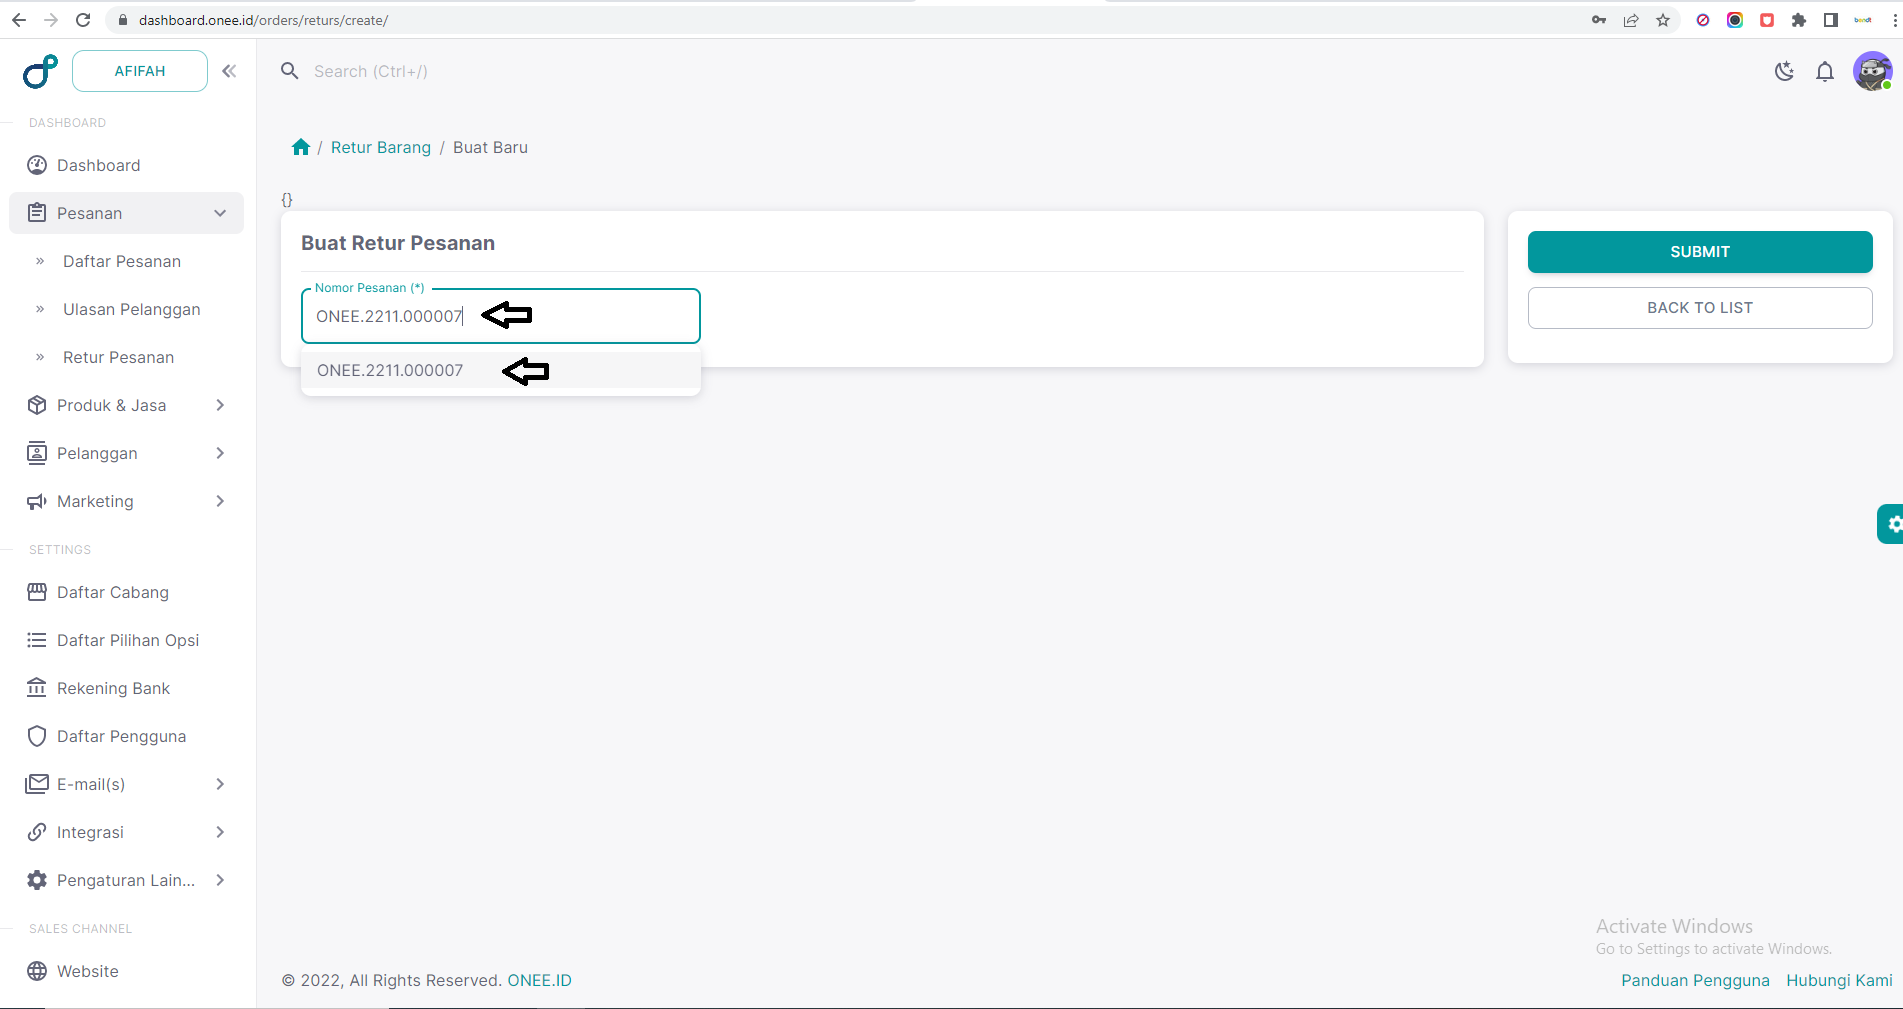 dashboard.onee.id/orders/returs/create/
AFIFAH
Search (Ctrl+/)
DASHBOARD
Dashboard
Pesanan
Daftar Pesanan
Ulasan Pelanggan
Retur Pesanan
Produk & Jasa
Pelanggan
Marketing
SETTINGS
Daftar Cabang
Daftar Pilihan Opsi
Rekening Bank
Daftar Pengguna
E-mail(s)
Integrasi
Pengaturan Lain...
SALES CHANNEL
Website
/ Retur Barang / Buat Baru
{}
Buat Retur Pesanan
Nomor Pesanan (*)
ONEE.2211.000007
ONEE.2211.000007
SUBMIT
BACK TO LIST
Activate Windows
Go to Settings to activate Windows.
© 2022, All Rights Reserved. ONEE.ID
Panduan Pengguna Hubungi Kami